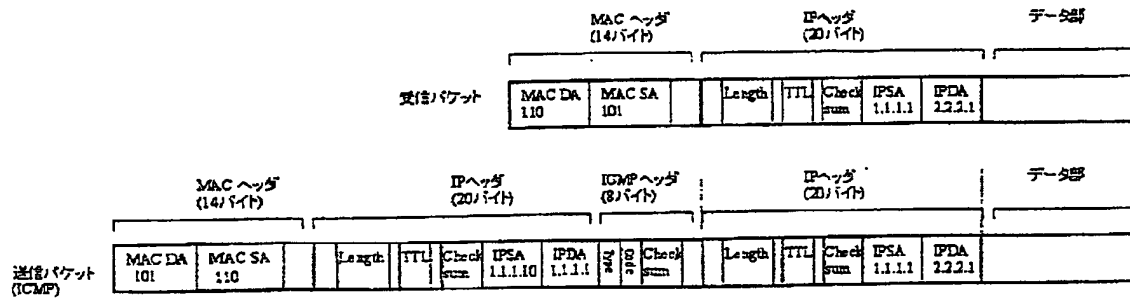 MAC ヘッダ
(14バイト)
IPヘッダ
(20バイト)
データ部
受信パケット
MAC DA
110
MAC SA
101
Length
TTL
Check
sum
IPSA
1.1.1.1
IPDA
2.2.2.1
MAC ヘッダ
(14バイト)
IPヘッダ
(20バイト)
ICMPヘッダ
(8バイト)
IPヘッダ
(20バイト)
データ部
送信パケット
(ICMP)
MAC DA
101
MAC SA
110
Length
TTL
Check
sum
IPSA
1.1.1.10
IPDA
1.1.1.1
Type
Code
Check
sum
Length
TTL
Check
sum
IPSA
1.1.1.1
IPDA
2.2.2.1